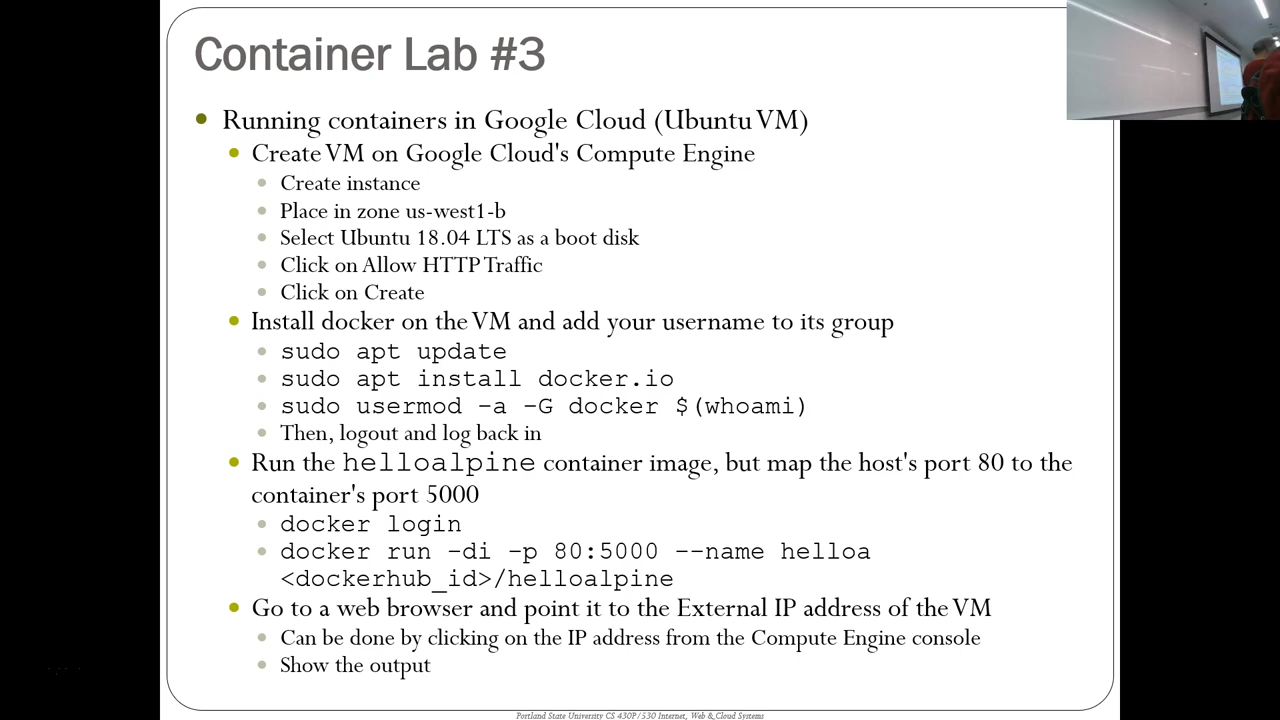 Container Lab #3
Running containers in Google Cloud (Ubuntu VM)
Create VM on Google Cloud's Compute Engine
Create instance
Place in zone us-west1-b
Select Ubuntu 18.04 LTS as a boot disk
Click on Allow HTTP Traffic
Click on Create
Install docker on the VM and add your username to its group
sudo apt update
sudo apt install docker.io
sudo usermod -a -G docker $(whoami)
Then, logout and log back in
Run the helloalpine container image, but map the host's port 80 to the
container's port 5000
docker login
docker run -di -p 80:5000 --name helloa
<dockerhub_id>/helloalpine
Go to a web browser and point it to the External IP address of the VM
Can be done by clicking on the IP address from the Compute Engine console
Show the output
Portland State University CS 430P/530 Internet, Web & Cloud Systems